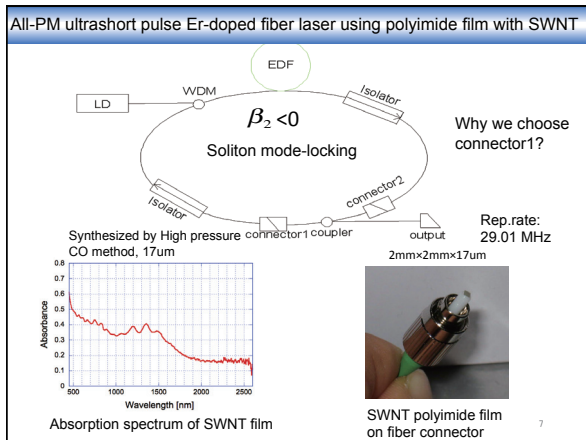 All-PM ultrashort pulse Er-doped fiber laser using polyimide film with SWNT
EDF
WDM
Isolator
LD
β₂ <0
Soliton mode-locking
Why we choose
connector1?
Isolator
connector2
connector1
coupler
output
Rep.rate:
29.01 MHz
Synthesized by High pressure
CO method, 17um
2mm×2mm×17um
Absorbance
0.8
0.7
0.6
0.5
0.4
0.3
0.2
0.1
0
500 1000 1500 2000 2500
Wavelength [nm]
Absorption spectrum of SWNT film
SWNT polyimide film
on fiber connector
7